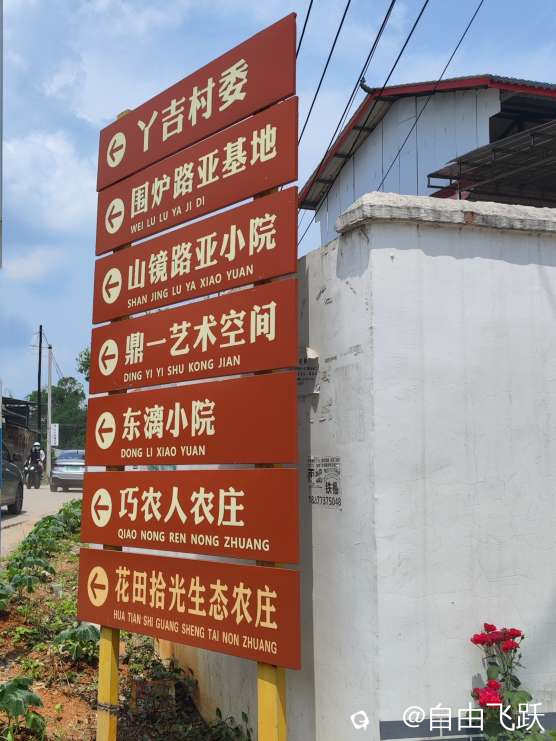 丫吉村委
围炉路亚基地
WEI LU LU YA JI DI
山镜路亚小院
SHAN JING LU YA XIAO YUAN
鼎一艺术空间
DING YI YI SHU KONG JIAN
东漓小院
DONG LI XIAO YUAN
巧农人农庄
QIAO NONG REN NONG ZHUANG
花田拾光生态农庄
HUA TIAN SHI GUANG SHENG TAI NON ZHUANG
@自由飞跃